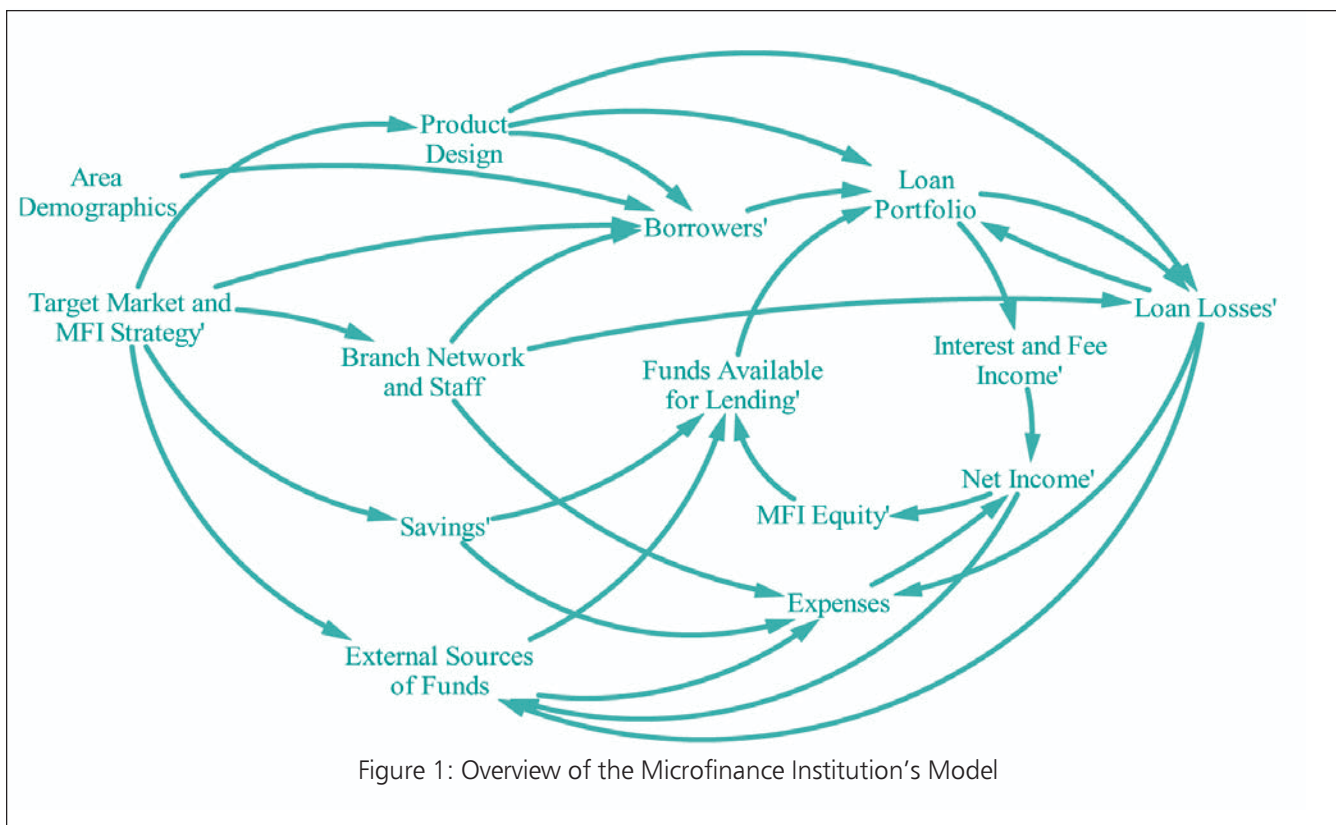 Product
Design
Area
Demographics
Loan
Portfolio
Borrowers'
Target Market and
MFI Strategy'
Loan Losses'
Branch Network
and Staff
Funds Available
for Lending'
Interest and Fee
Income'
Net Income'
MFI Equity'
Savings'
Expenses
External Sources
of Funds
Figure 1: Overview of the Microfinance Institution’s Model